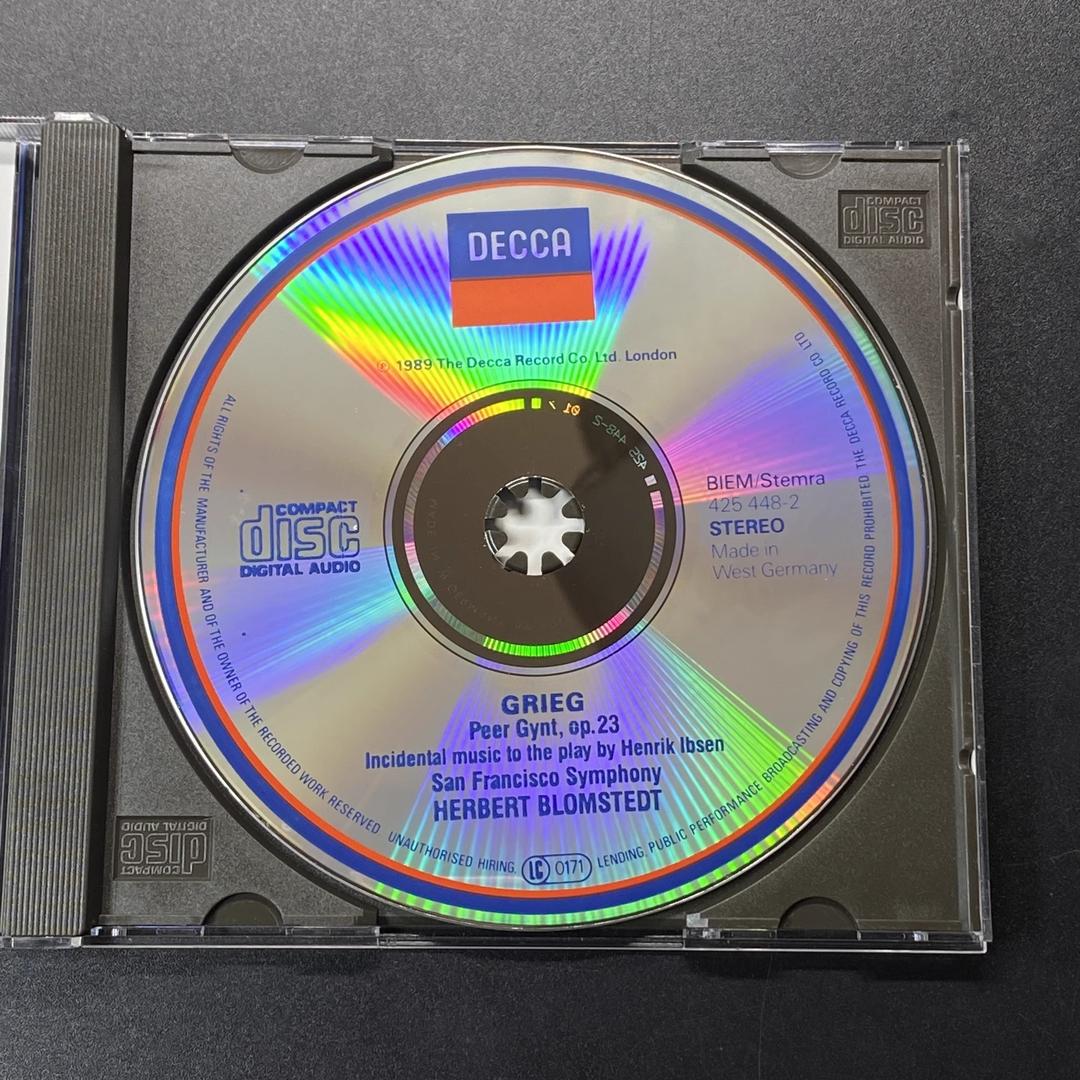 COMPACT
disc
DIGITAL AUDIO
DECCA
℗ 1989 The Decca Record Co. Ltd. London
ALL RIGHTS OF THE MANUFACTURER AND OF THE OWNER OF THE RECORDED WORK RESERVED UNAUTHORISED HIRING, LC 0171 LENDING, PUBLIC PERFORMANCE BROADCASTING AND COPYING OF THIS RECORD PROHIBITED THE DECCA RECORD CO LTD
425 448-2 01
COMPACT
disc
DIGITAL AUDIO
BIEM/Stemra
425 448-2
STEREO
Made in
West Germany
GRIEG
Peer Gynt, op.23
Incidental music to the play by Henrik Ibsen
San Francisco Symphony
HERBERT BLOMSTEDT
COMPACT
disc
DIGITAL AUDIO